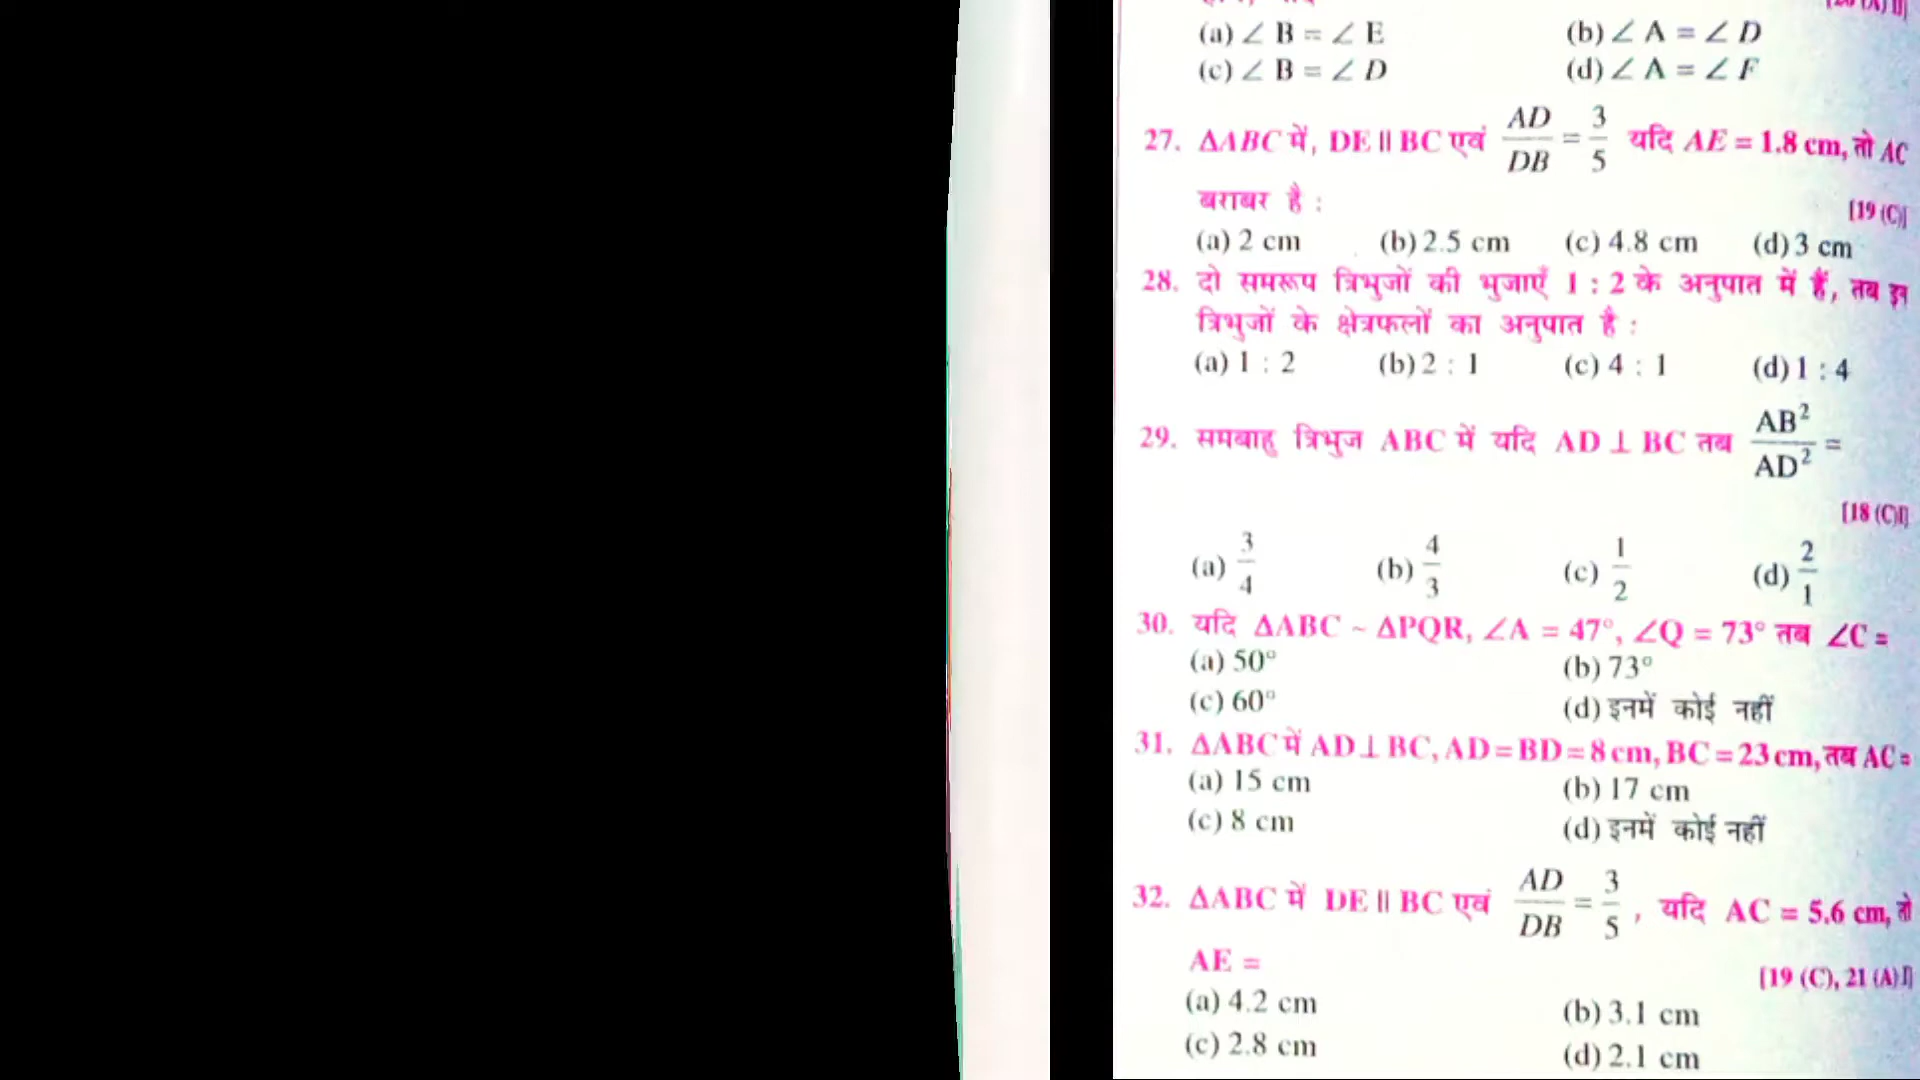 (a) ∠ B = ∠ E (b) ∠ A = ∠ D
(c) ∠ B = ∠ D (d) ∠ A = ∠ F
27. ΔABC में, DE || BC एवं AD/DB = 3/5 यदि AE = 1.8 cm, तो AC
बराबर है : [19 (C)]
(a) 2 cm (b) 2.5 cm (c) 4.8 cm (d) 3 cm
28. दो समरूप त्रिभुजों की भुजाएँ 1 : 2 के अनुपात में हैं, तब इन
त्रिभुजों के क्षेत्रफलों का अनुपात है :
(a) 1 : 2 (b) 2 : 1 (c) 4 : 1 (d) 1 : 4
29. समबाहु त्रिभुज ABC में यदि AD ⊥ BC तब AB²/AD² =
[18 (C)I]
(a) 3/4 (b) 4/3 (c) 1/2 (d) 2/1
30. यदि ΔABC ~ ΔPQR, ∠A = 47°, ∠Q = 73° तब ∠C =
(a) 50° (b) 73°
(c) 60° (d) इनमें कोई नहीं
31. ΔABC में AD ⊥ BC, AD = BD = 8 cm, BC = 23 cm, तब AC =
(a) 15 cm (b) 17 cm
(c) 8 cm (d) इनमें कोई नहीं
32. ΔABC में DE || BC एवं AD/DB = 3/5, यदि AC = 5.6 cm, तो
AE = [19 (C), 21 (A) I]
(a) 4.2 cm (b) 3.1 cm
(c) 2.8 cm (d) 2.1 cm